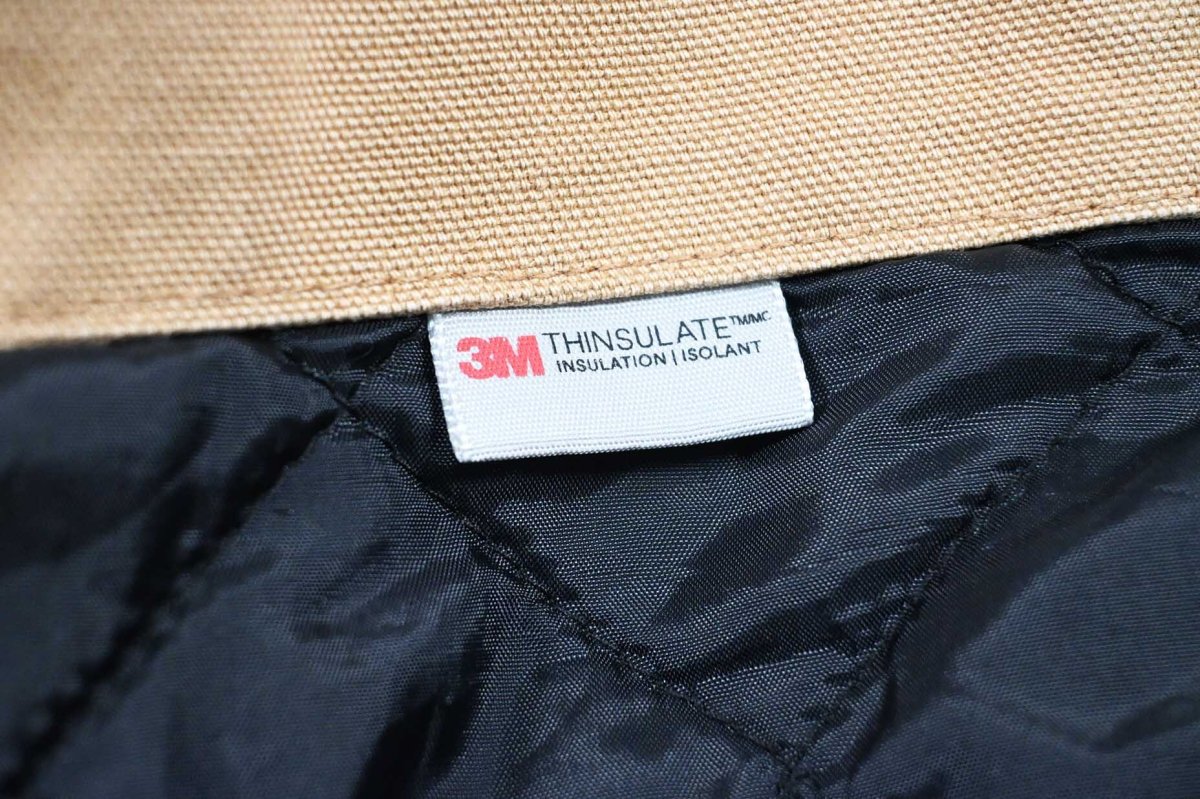 3M THINSULATE™/MC
INSULATION | ISOLANT